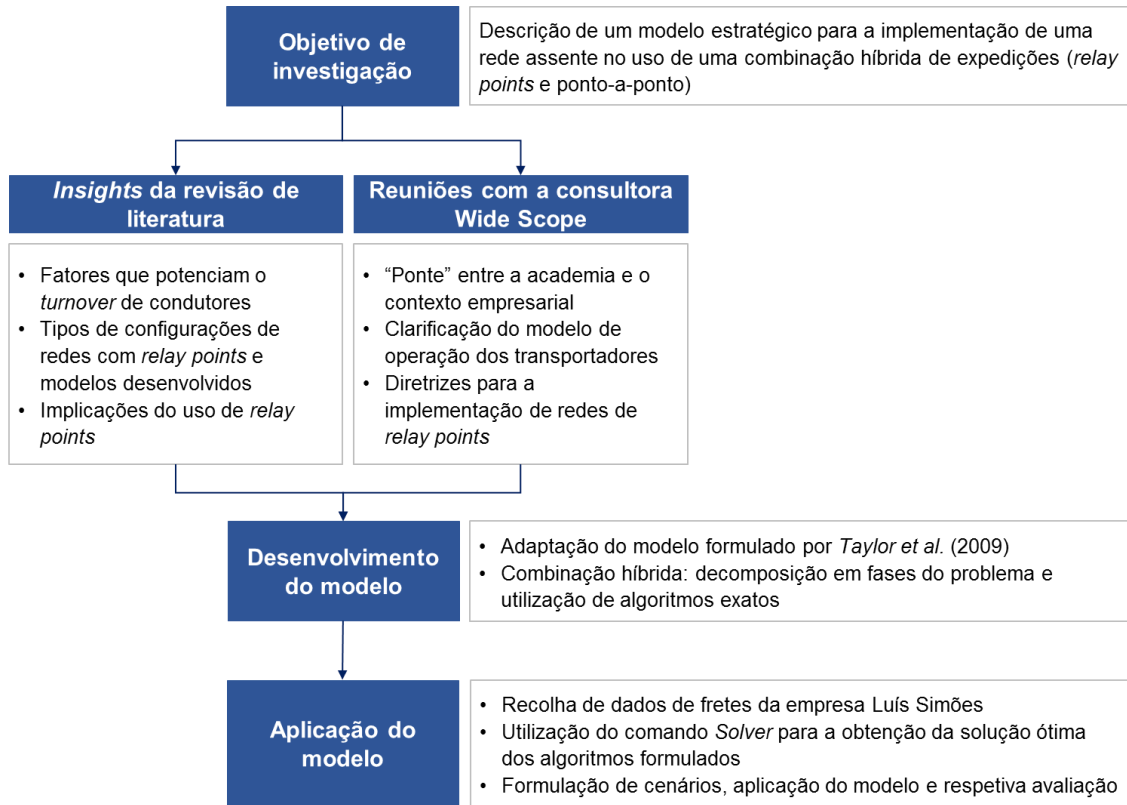 Objetivo de
investigação
Descrição de um modelo estratégico para a implementação de uma
rede assente no uso de uma combinação híbrida de expedições (relay
points e ponto-a-ponto)
Insights da revisão de
literatura
• Fatores que potenciam o
turnover de condutores
• Tipos de configurações de
redes com relay points e
modelos desenvolvidos
• Implicações do uso de relay
points
Reuniões com a consultora
Wide Scope
• “Ponte” entre a academia e o
contexto empresarial
• Clarificação do modelo de
operação dos transportadores
• Diretrizes para a
implementação de redes de
relay points
Desenvolvimento
do modelo
• Adaptação do modelo formulado por Taylor et al. (2009)
• Combinação híbrida: decomposição em fases do problema e
utilização de algoritmos exatos
Aplicação do
modelo
• Recolha de dados de fretes da empresa Luís Simões
• Utilização do comando Solver para a obtenção da solução ótima
dos algoritmos formulados
• Formulação de cenários, aplicação do modelo e respetiva avaliação